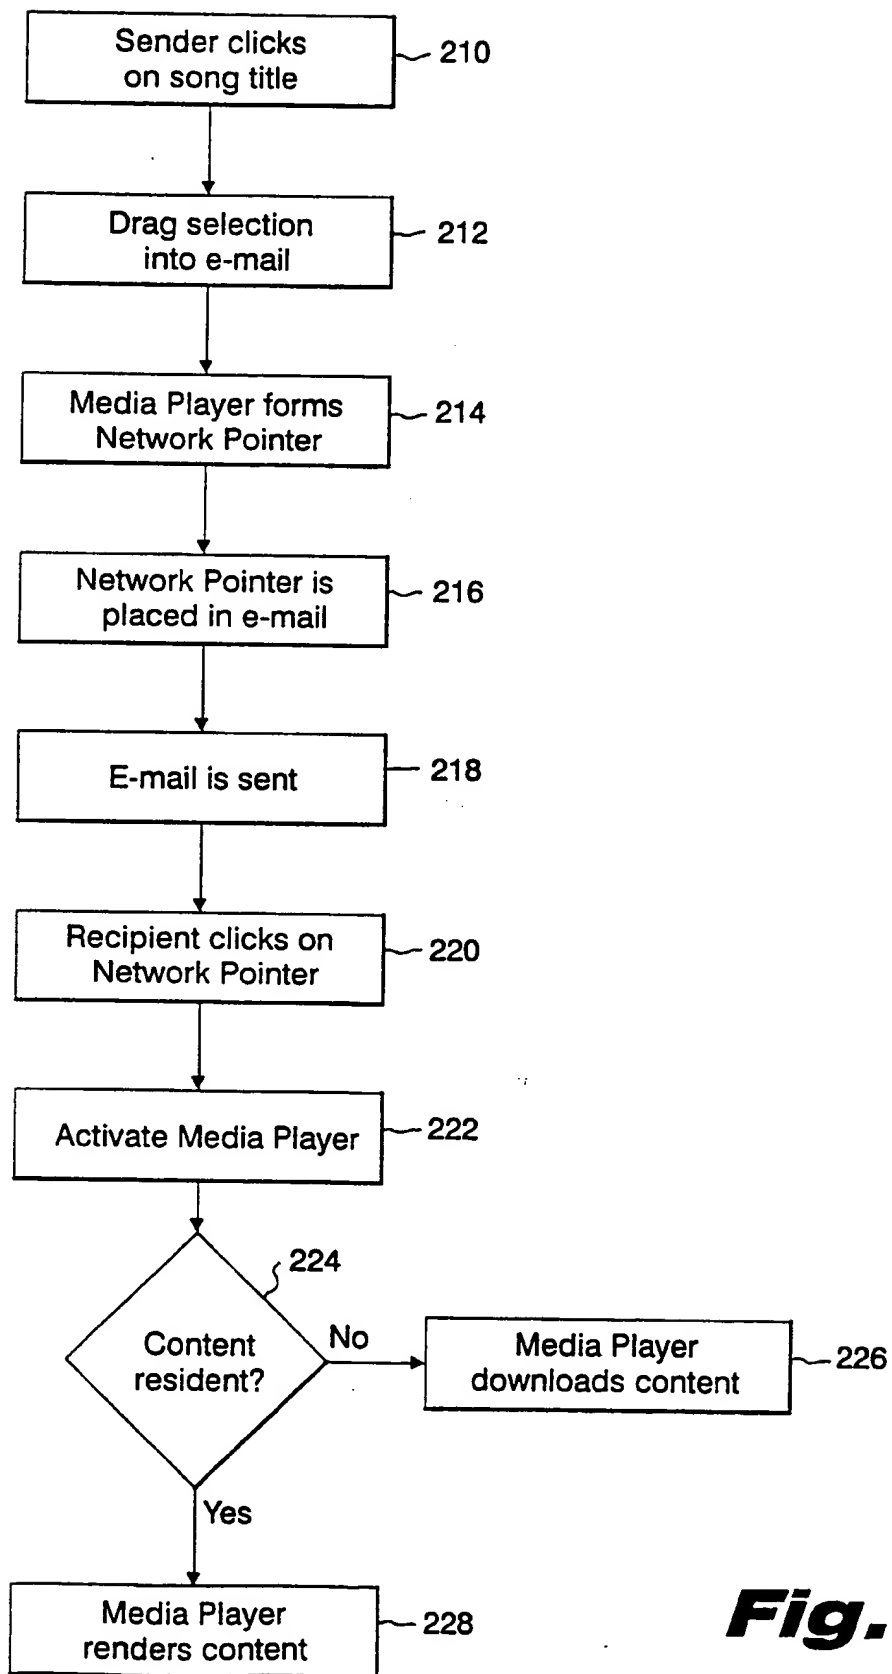 Sender clicks
on song title
210
Drag selection
into e-mail
212
Media Player forms
Network Pointer
214
Network Pointer is
placed in e-mail
216
E-mail is sent
218
Recipient clicks on
Network Pointer
220
Activate Media Player
222
224
Content
resident?
No
Media Player
downloads content
226
Yes
Media Player
renders content
228
Fig.